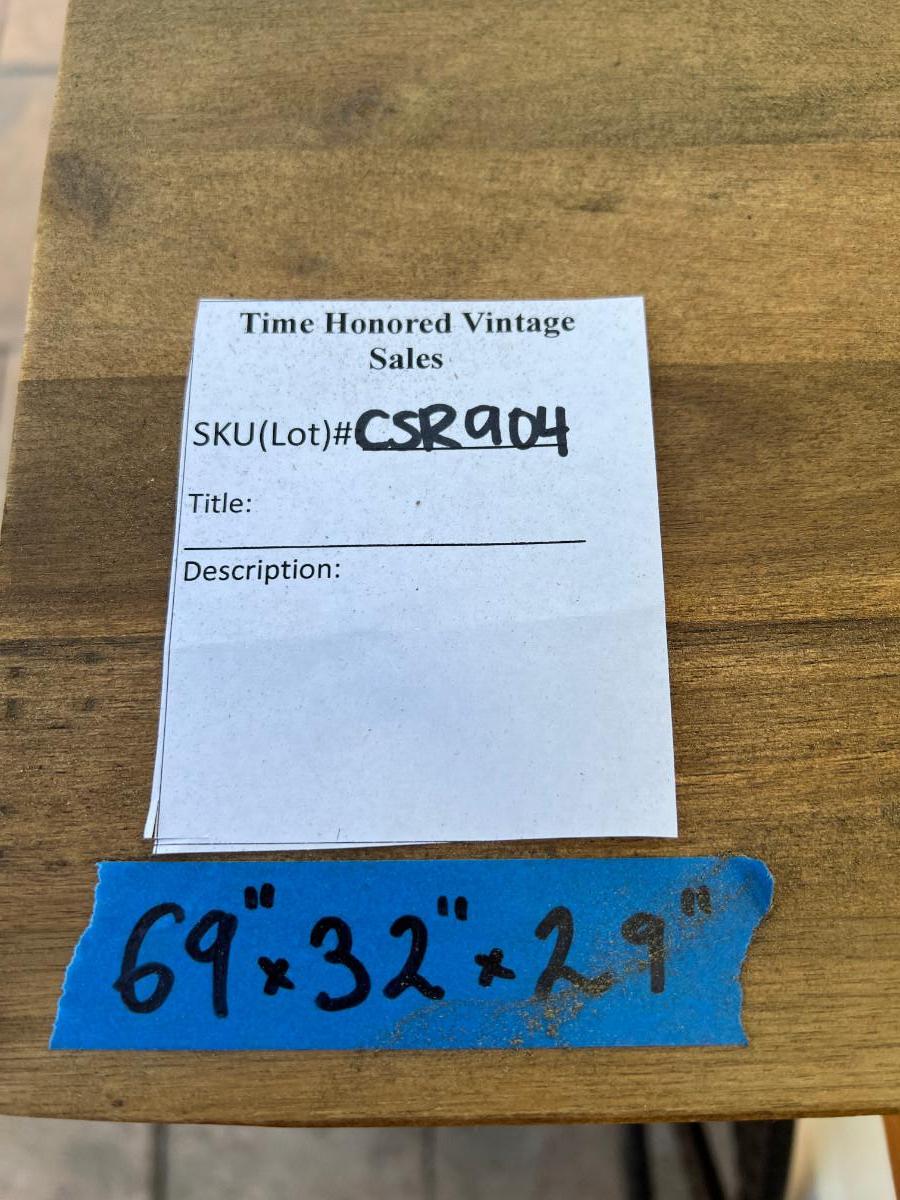 Time Honored Vintage
Sales
SKU(Lot)#CSR904
Title:
Description:
69"x32"x29"